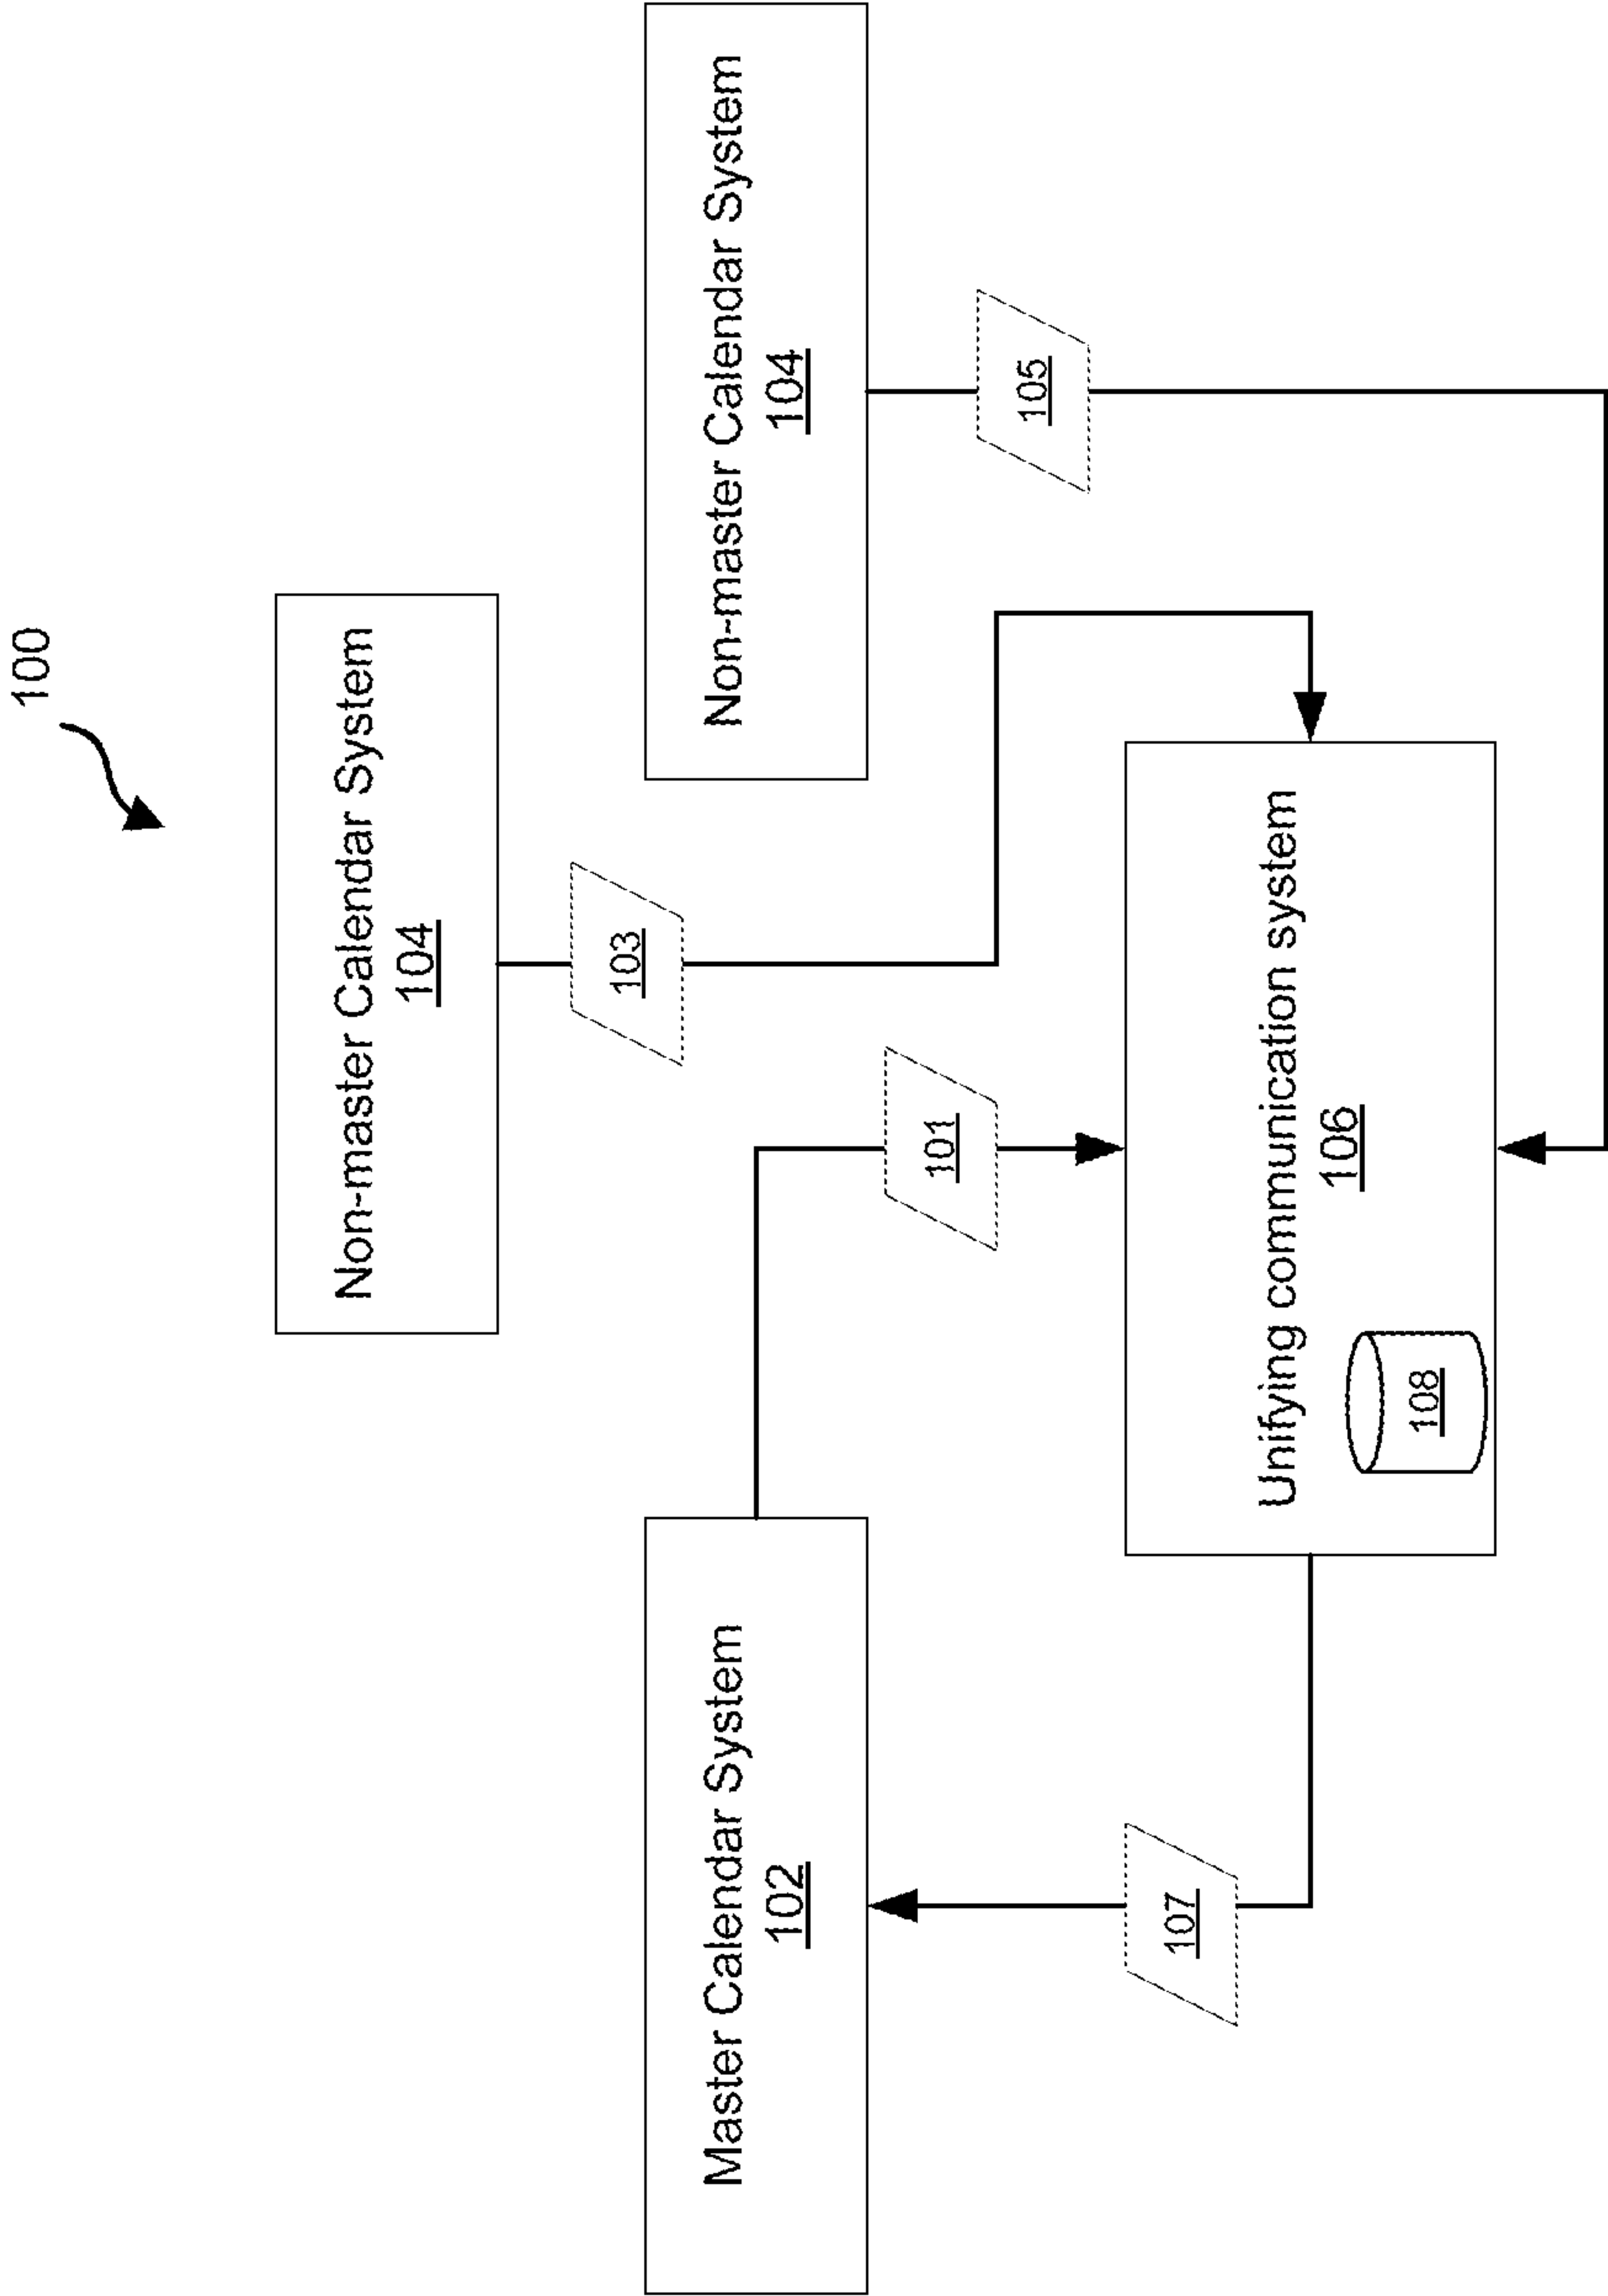 100
Non-master Calendar System
104
Master Calendar System
102
Non-master Calendar System
104
103
101
105
107
Unifying communication system
106
108